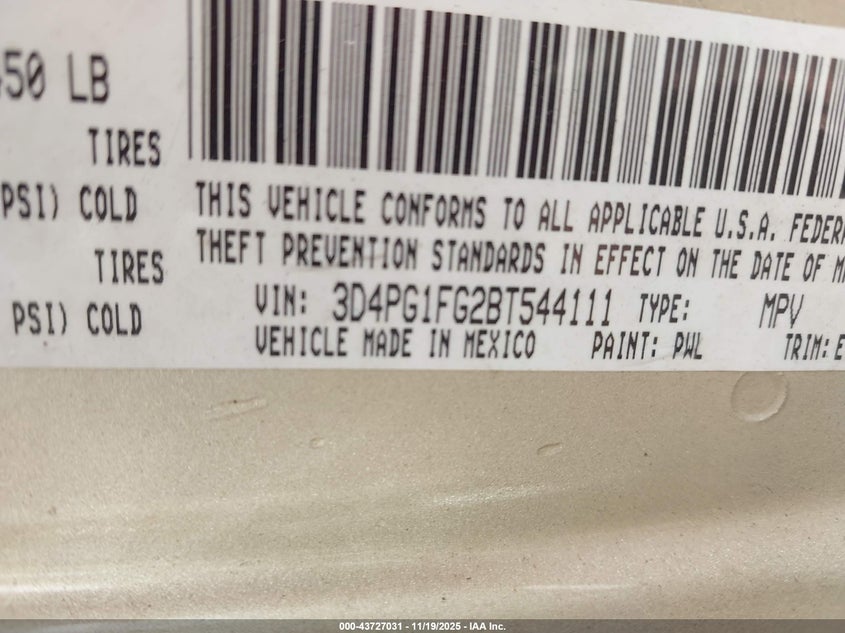 450 LB
TIRES
PSI) COLD
TIRES
PSI) COLD
THIS VEHICLE CONFORMS TO ALL APPLICABLE U.S.A.
THEFT PREVENTION STANDARDS IN EFFECT ON THE DATE OF
VIN: 3D4PG1FG2BT544111 TYPE: MPV
VEHICLE MADE IN MEXICO PAINT: PWL TRIM:
000-43727031 - 11/19/2025 - IAA Inc.